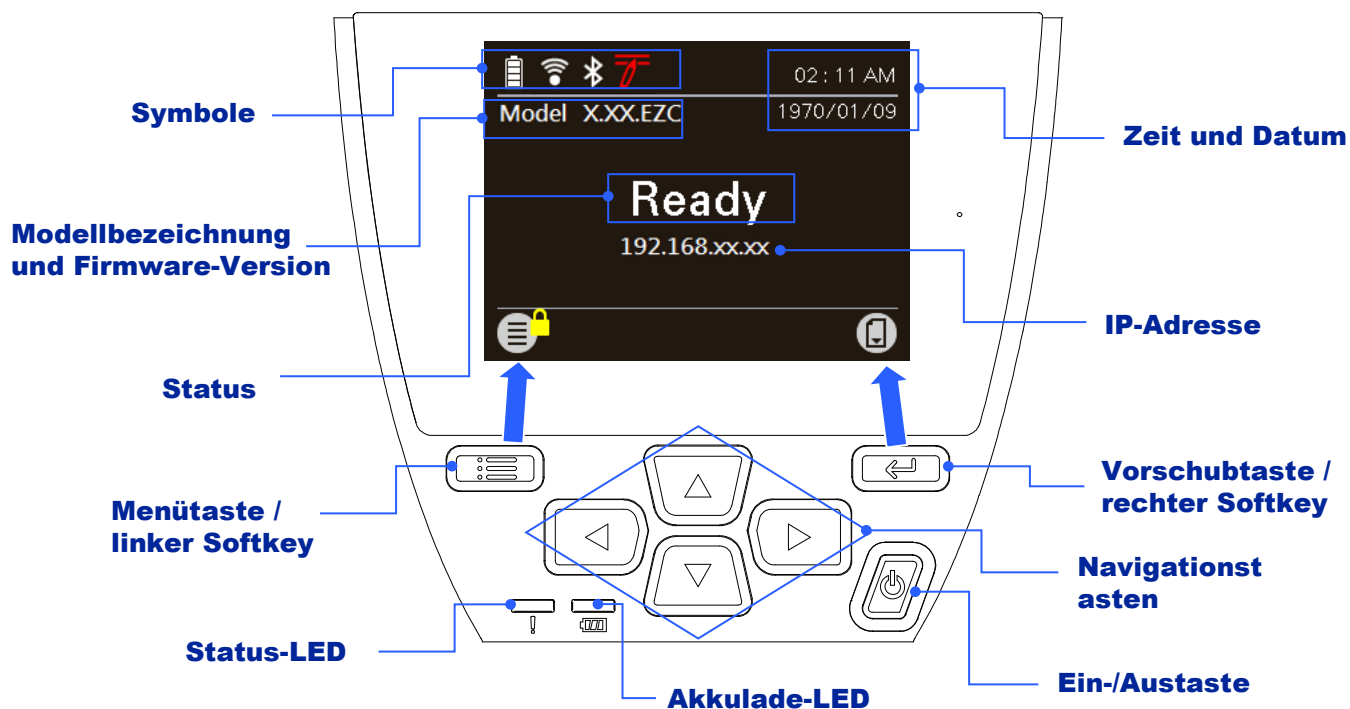 02 : 11 AM
Model X.XX.EZC
1970/01/09
Ready
192.168.xx.xx
Symbole
Zeit und Datum
Modellbezeichnung
und Firmware-Version
IP-Adresse
Status
Menütaste /
linker Softkey
Vorschubtaste /
rechter Softkey
Navigationst
asten
Status-LED
Akkulade-LED
Ein-/Austaste